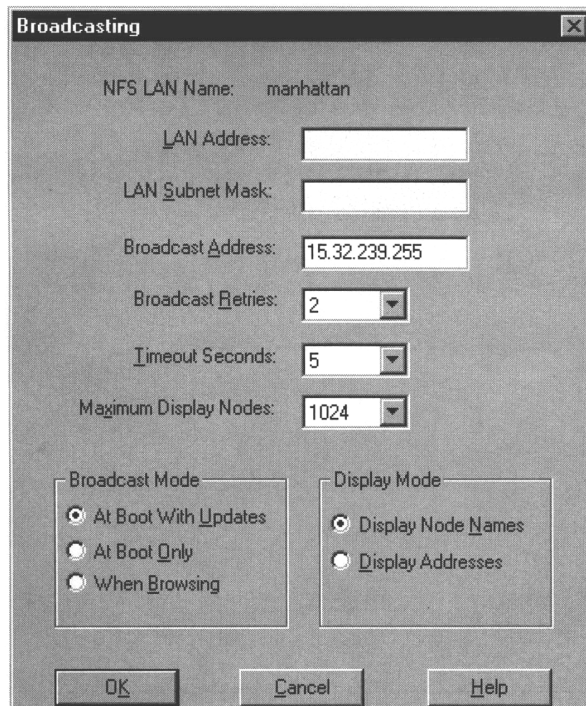 Broadcasting
NFS LAN Name: manhattan
LAN Address:
LAN Subnet Mask:
Broadcast Address: 15.32.239.255
Broadcast Retries: 2
Timeout Seconds: 5
Maximum Display Nodes: 1024
Broadcast Mode
At Boot With Updates
At Boot Only
When Browsing
Display Mode
Display Node Names
Display Addresses
OK Cancel Help